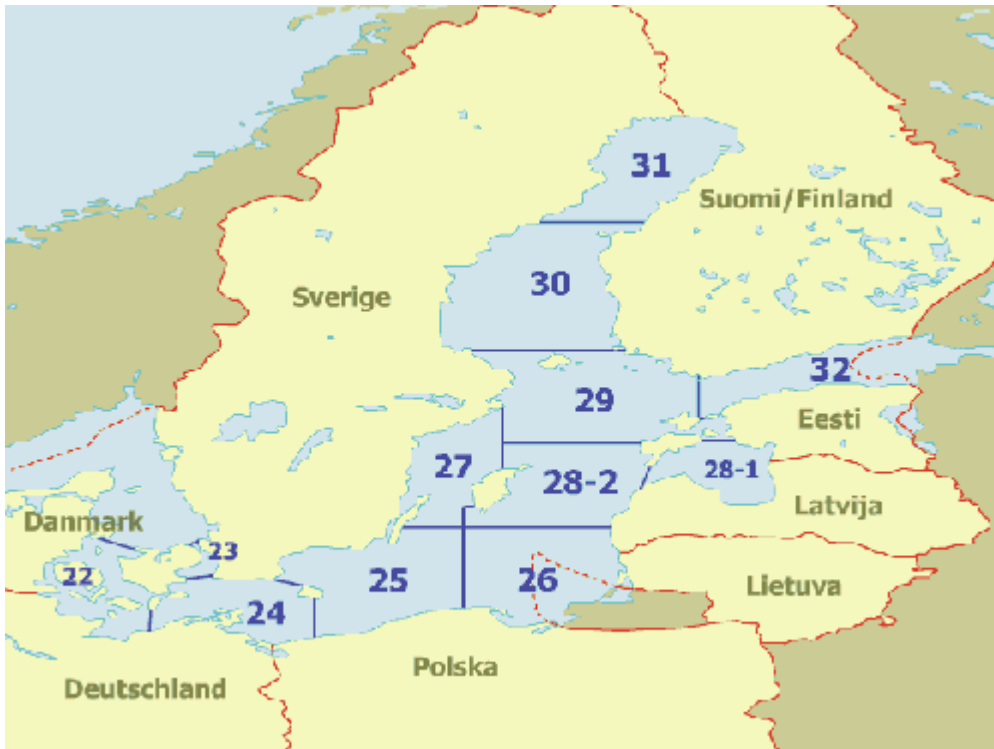 31
Suomi/Finland
30
Sverige
32
29
Eesti
27
28-2
28-1
Latvija
Danmark
23
22
25
26
Lietuva
24
Polska
Deutschland